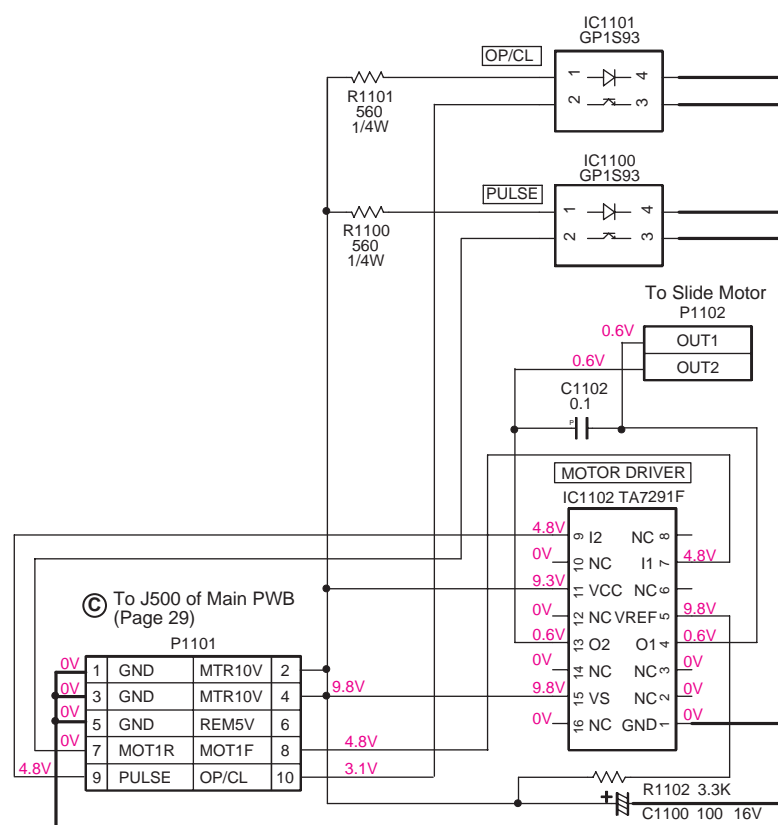 IC1101
GP1S93
OP/CL
1
4
2
3
R1101
560
1/4W
IC1100
GP1S93
PULSE
1
4
2
3
R1100
560
1/4W
To Slide Motor
P1102
0.6V
OUT1
0.6V
OUT2
C1102
0.1
P
MOTOR DRIVER
IC1102 TA7291F
4.8V 9 I2 NC 8
0V 10 NC I1 7 4.8V
9.3V 11 VCC NC 6
0V 12 NC VREF 5 9.8V
0.6V 13 O2 O1 4 0.6V
0V 14 NC NC 3 0V
9.8V 15 VS NC 2 0V
0V 16 NC GND 1 0V
C To J500 of Main PWB
(Page 29)
P1101
0V 1 GND MTR10V 2
0V 3 GND MTR10V 4 9.8V
0V 5 GND REM5V 6
0V 7 MOT1R MOT1F 8 4.8V
4.8V 9 PULSE OP/CL 10 3.1V
R1102 3.3K
+
C1100 100 16V